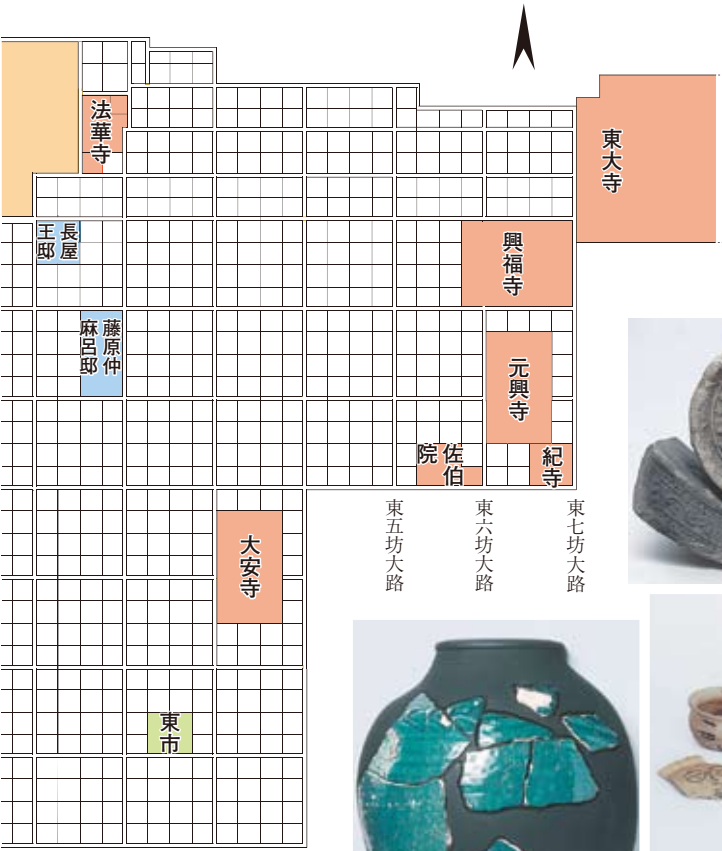 法華寺
東大寺
長屋
王邸
興福寺
藤原仲
麻呂邸
元興寺
佐伯
院
紀寺
東五坊大路
東六坊大路
東七坊大路
大安寺
東市